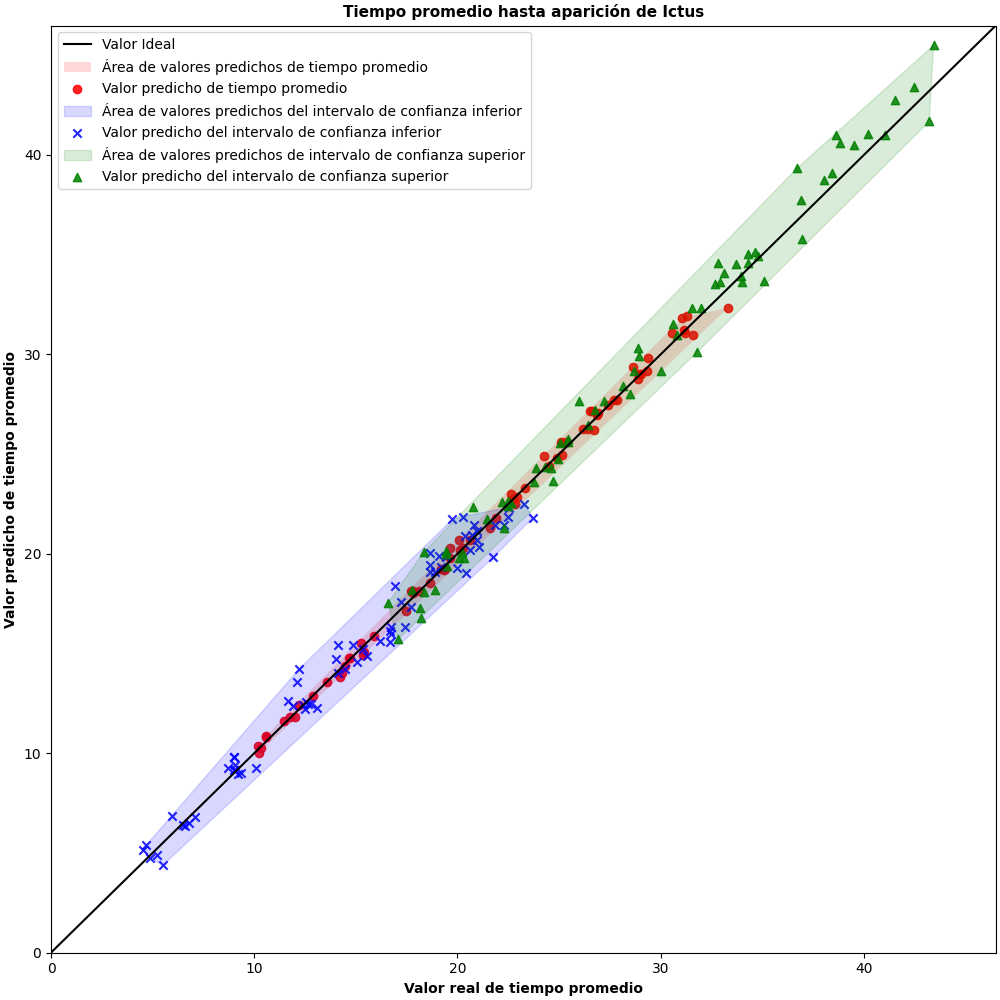 Tiempo promedio hasta aparición de Ictus
Valor Ideal
Área de valores predichos de tiempo promedio
Valor predicho de tiempo promedio
Área de valores predichos del intervalo de confianza inferior
Valor predicho del intervalo de confianza inferior
Área de valores predichos de intervalo de confianza superior
Valor predicho del intervalo de confianza superior
Valor predicho de tiempo promedio
40
30
20
10
0
0 10 20 30 40
Valor real de tiempo promedio